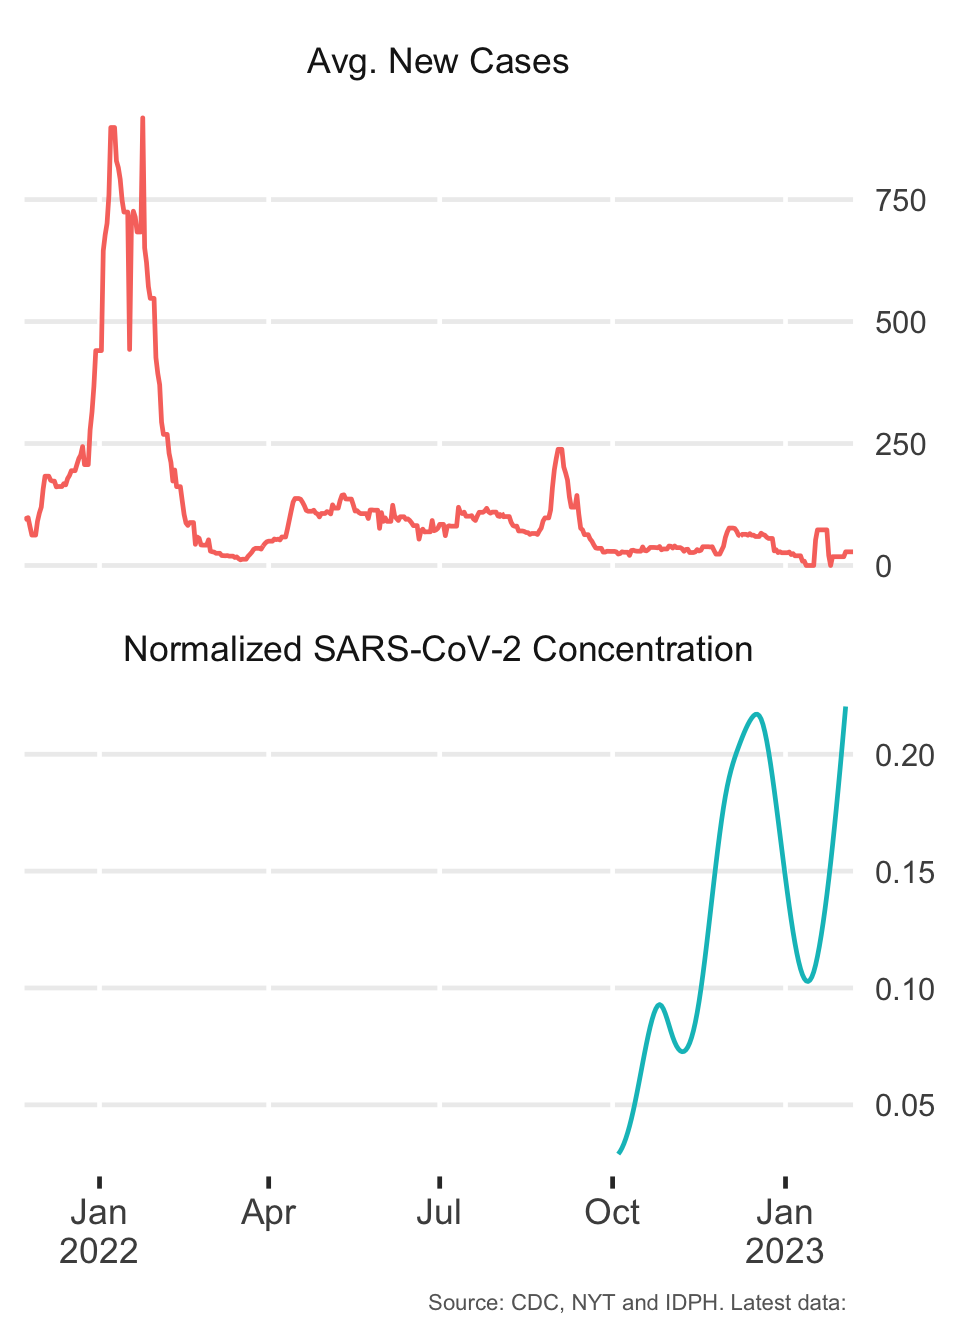 Avg. New Cases
750
500
250
0
Normalized SARS-CoV-2 Concentration
0.20
0.15
0.10
0.05
Jan Apr Jul Oct Jan
2022 2023
Source: CDC, NYT and IDPH. Latest data: